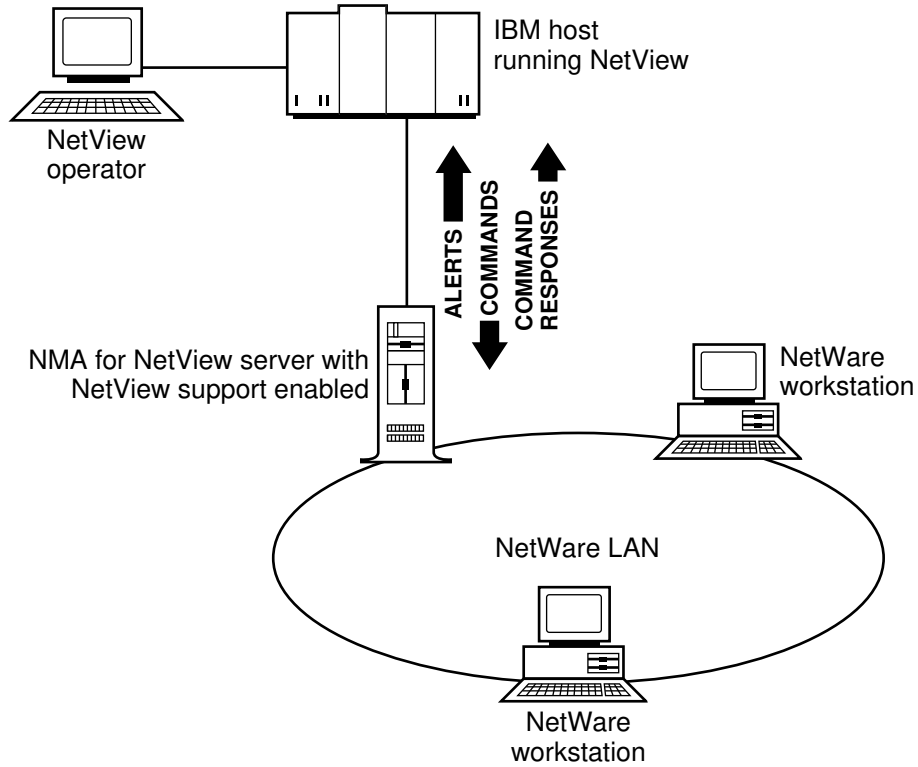 IBM host
running NetView
NetView
operator
ALERTS
COMMANDS
COMMAND
RESPONSES
NMA for NetView server with
NetView support enabled
NetWare
workstation
NetWare LAN
NetWare
workstation